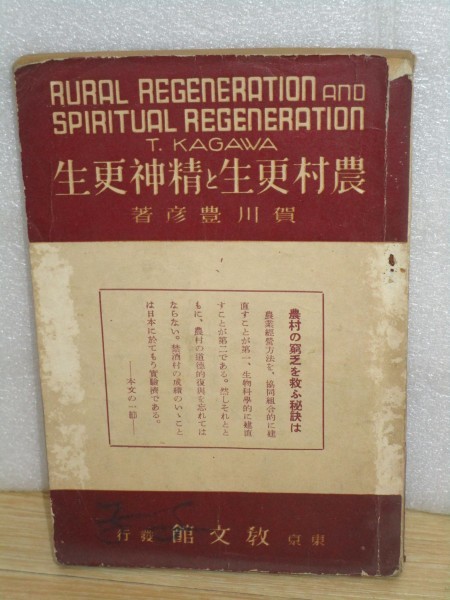 RURAL REGENERATION AND
SPIRITUAL REGENERATION
T. KAGAWA
生更神精と生更村農
著彦豊川賀
農村の窮乏を救ふ秘訣は
農業經營方法を、協同組合的に建
直すことが第一、生物科學的に建直
すことが第二である。然しそれとと
もに、農村の道德的復興を忘れては
ならない。禁酒村の成績のいゝこと
は日本に於てもう實驗濟である。
——本文の一節——
行發 館文教 京東